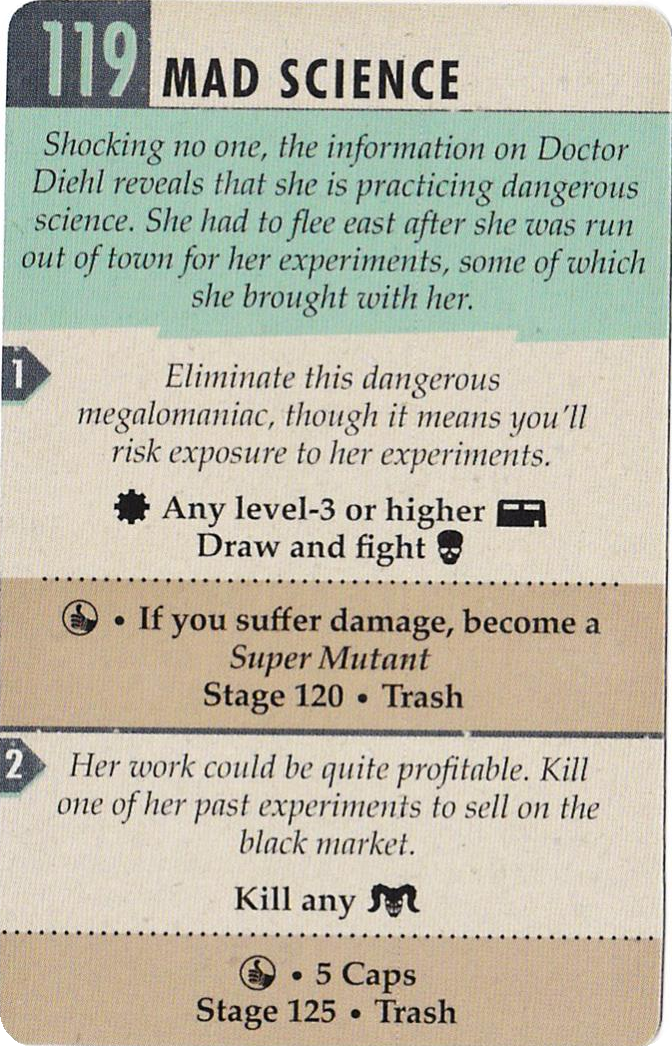 119 MAD SCIENCE
Shocking no one, the information on Doctor
Diehl reveals that she is practicing dangerous
science. She had to flee east after she was run
out of town for her experiments, some of which
she brought with her.
1
Eliminate this dangerous
megalomaniac, though it means you'll
risk exposure to her experiments.
Any level-3 or higher
Draw and fight
• If you suffer damage, become a
Super Mutant
Stage 120 • Trash
2
Her work could be quite profitable. Kill
one of her past experiments to sell on the
black market.
Kill any
• 5 Caps
Stage 125 • Trash